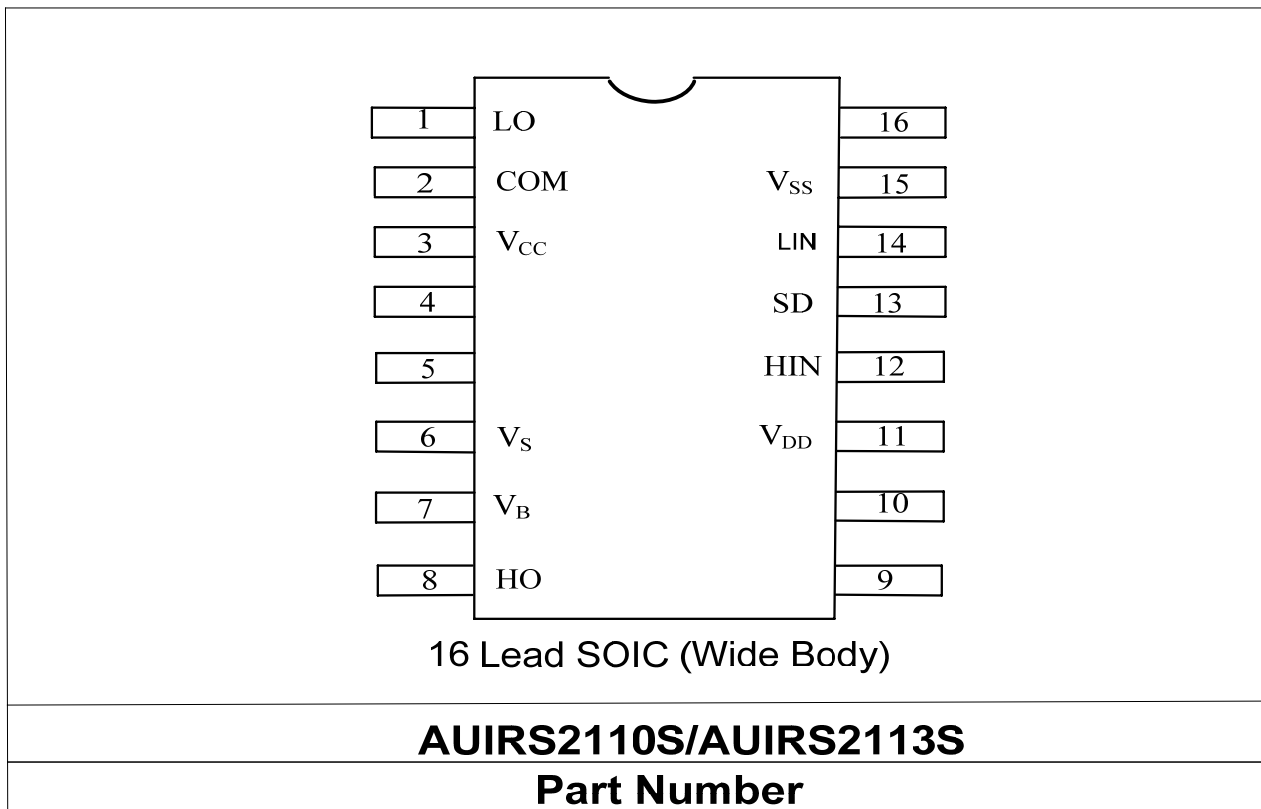 1 LO 16
2 COM VSS 15
3 VCC LIN 14
4 SD 13
5 HIN 12
6 VS VDD 11
7 VB 10
8 HO 9
16 Lead SOIC (Wide Body)
AUIRS2110S/AUIRS2113S
Part Number